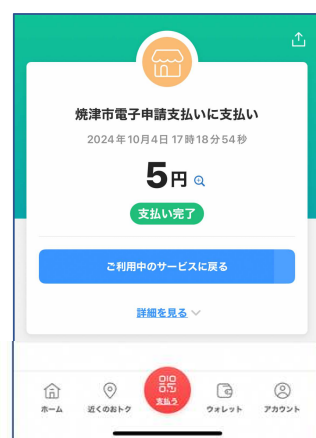 焼津市電子申請支払いに支払い
2024年10月4日 17時18分54秒
5円
支払い完了
ご利用中のサービスに戻る
詳細を見る
ホーム
近くのおトク
支払う
ウォレット
アカウント